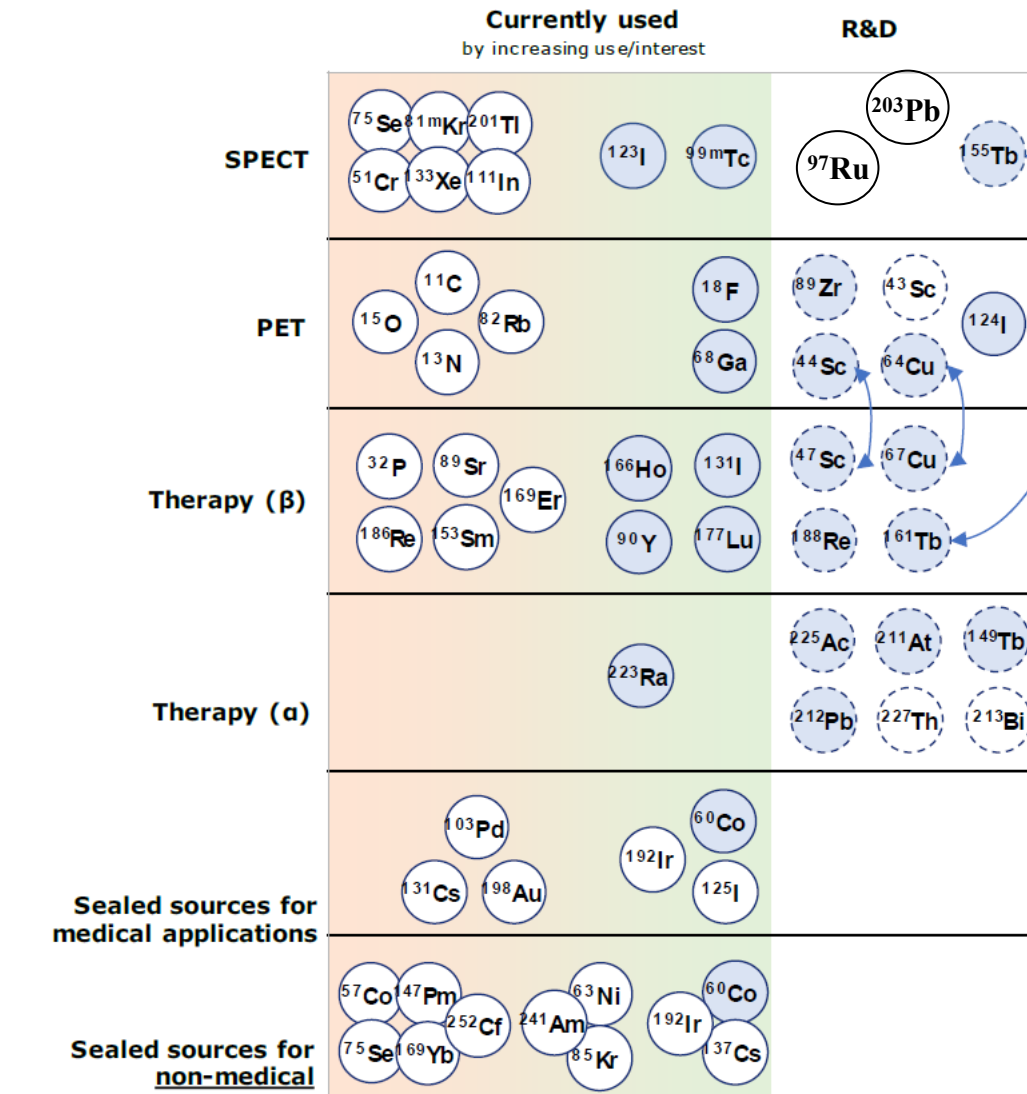 Currently used
by increasing use/interest
R&D
SPECT
⁷⁵Se ⁸¹ᵐKr ²⁰¹Tl
⁵¹Cr ¹³³Xe ¹¹¹In
¹²³I ⁹⁹ᵐTc
²⁰³Pb
⁹⁷Ru
¹⁵⁵Tb
PET
¹¹C
¹⁵O ⁸²Rb
¹³N
¹⁸F
⁶⁸Ga
⁸⁹Zr ⁴³Sc
¹²⁴I
⁴⁴Sc ⁶⁴Cu
Therapy (β)
³²P ⁸⁹Sr
¹⁶⁹Er
¹⁸⁶Re ¹⁵³Sm
¹⁶⁶Ho ¹³¹I
⁹⁰Y ¹⁷⁷Lu
⁴⁷Sc ⁶⁷Cu
¹⁸⁸Re ¹⁶¹Tb
Therapy (α)
²²³Ra
²²⁵Ac ²¹¹At ¹⁴⁹Tb
²¹²Pb ²²⁷Th ²¹³Bi
Sealed sources for
medical applications
¹⁰³Pd
¹³¹Cs ¹⁹⁸Au
¹⁹²Ir
⁶⁰Co
¹²⁵I
Sealed sources for
non-medical
⁵⁷Co ¹⁴⁷Pm
²⁵²Cf
⁷⁵Se ¹⁶⁹Yb
²⁴¹Am
⁶³Ni
⁸⁵Kr
¹⁹²Ir
⁶⁰Co
¹³⁷Cs